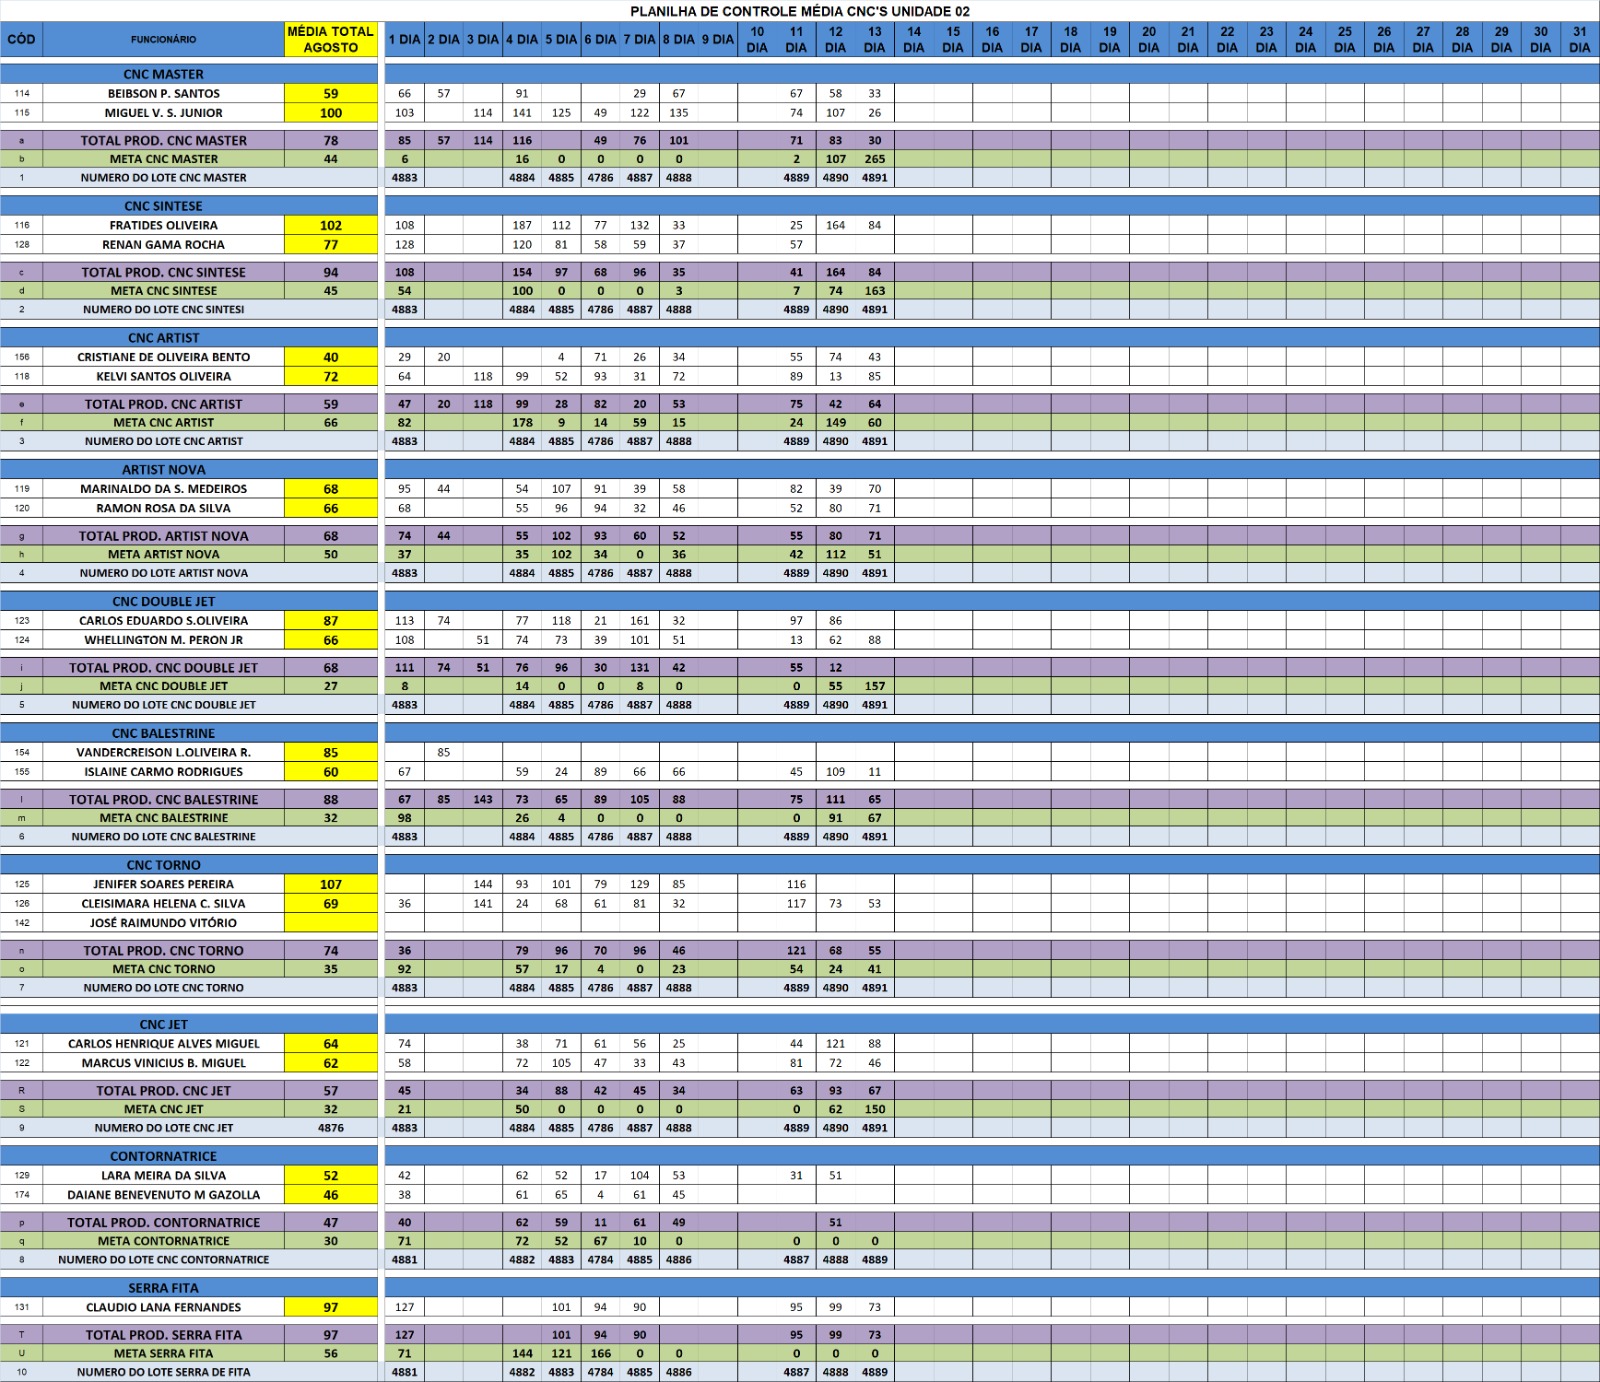 PLANILHA DE CONTROLE MÉDIA CNC'S UNIDADE 02
CÓD FUNCIONÁRIO MÉDIA TOTAL AGOSTO 1 DIA 2 DIA 3 DIA 4 DIA 5 DIA 6 DIA 7 DIA 8 DIA 9 DIA 10 DIA 11 DIA 12 DIA 13 DIA 14 DIA 15 DIA 16 DIA 17 DIA 18 DIA 19 DIA 20 DIA 21 DIA 22 DIA 23 DIA 24 DIA 25 DIA 26 DIA 27 DIA 28 DIA 29 DIA 30 DIA 31 DIA
CNC MASTER
114 BEIBSON P. SANTOS 59 66 57 91 29 67 67 58 33
115 MIGUEL V. S. JUNIOR 100 103 114 141 125 49 122 135 74 107 26
a TOTAL PROD. CNC MASTER 78 85 57 114 116 49 76 101 71 83 30
b META CNC MASTER 44 6 16 0 0 0 0 2 107 265
1 NUMERO DO LOTE CNC MASTER 4883 4884 4885 4786 4887 4888 4889 4890 4891
CNC SINTESE
116 FRATIDES OLIVEIRA 102 108 187 112 77 132 33 25 164 84
128 RENAN GAMA ROCHA 77 128 120 81 58 59 37 57
c TOTAL PROD. CNC SINTESE 94 108 154 97 68 96 35 41 164 84
d META CNC SINTESE 45 54 100 0 0 0 3 7 74 163
2 NUMERO DO LOTE CNC SINTESI 4883 4884 4885 4786 4887 4888 4889 4890 4891
CNC ARTIST
156 CRISTIANE DE OLIVEIRA BENTO 40 29 20 4 71 26 34 55 74 43
118 KELVI SANTOS OLIVEIRA 72 64 118 99 52 93 31 72 89 13 85
e TOTAL PROD. CNC ARTIST 59 47 20 118 99 28 82 20 53 75 42 64
f META CNC ARTIST 66 82 178 9 14 59 15 24 149 60
3 NUMERO DO LOTE CNC ARTIST 4883 4884 4885 4786 4887 4888 4889 4890 4891
ARTIST NOVA
119 MARINALDO DA S. MEDEIROS 68 95 44 54 107 91 39 58 82 39 70
120 RAMON ROSA DA SILVA 66 68 55 96 94 32 46 52 80 71
g TOTAL PROD. ARTIST NOVA 68 74 44 55 102 93 60 52 55 80 71
h META ARTIST NOVA 50 37 35 102 34 0 36 42 112 51
4 NUMERO DO LOTE ARTIST NOVA 4883 4884 4885 4786 4887 4888 4889 4890 4891
CNC DOUBLE JET
123 CARLOS EDUARDO S.OLIVEIRA 87 113 74 77 118 21 161 32 97 86
124 WHELLINGTON M. PERON JR 66 108 51 74 73 39 101 51 13 62 88
i TOTAL PROD. CNC DOUBLE JET 68 111 74 51 76 96 30 131 42 55 12
j META CNC DOUBLE JET 27 8 14 0 0 8 0 0 55 157
5 NUMERO DO LOTE CNC DOUBLE JET 4883 4884 4885 4786 4887 4888 4889 4890 4891
CNC BALESTRINE
154 VANDERCREISON L.OLIVEIRA R. 85 85
155 ISLAINE CARMO RODRIGUES 60 67 59 24 89 66 66 45 109 11
l TOTAL PROD. CNC BALESTRINE 88 67 85 143 73 65 89 105 88 75 111 65
m META CNC BALESTRINE 32 98 26 4 0 0 0 0 91 67
6 NUMERO DO LOTE CNC BALESTRINE 4883 4884 4885 4786 4887 4888 4889 4890 4891
CNC TORNO
125 JENIFER SOARES PEREIRA 107 144 93 101 79 129 85 116
126 CLEISIMARA HELENA C. SILVA 69 36 141 24 68 61 81 32 117 73 53
142 JOSÉ RAIMUNDO VITÓRIO
n TOTAL PROD. CNC TORNO 74 36 79 96 70 96 46 121 68 55
o META CNC TORNO 35 92 57 17 4 0 23 54 24 41
7 NUMERO DO LOTE CNC TORNO 4883 4884 4885 4786 4887 4888 4889 4890 4891
CNC JET
121 CARLOS HENRIQUE ALVES MIGUEL 64 74 38 71 61 56 25 44 121 88
122 MARCUS VINICIUS B. MIGUEL 62 58 72 105 47 33 43 81 72 46
R TOTAL PROD. CNC JET 57 45 34 88 42 45 34 63 93 67
S META CNC JET 32 21 50 0 0 0 0 0 62 150
9 NUMERO DO LOTE CNC JET 4876 4883 4884 4885 4786 4887 4888 4889 4890 4891
CONTORNATRICE
129 LARA MEIRA DA SILVA 52 42 62 52 17 104 53 31 51
174 DAIANE BENEVENUTO M GAZOLLA 46 38 61 65 4 61 45
p TOTAL PROD. CONTORNATRICE 47 40 62 59 11 61 49 51
q META CONTORNATRICE 30 71 72 52 67 10 0 0 0 0
8 NUMERO DO LOTE CNC CONTORNATRICE 4881 4882 4883 4784 4885 4886 4887 4888 4889
SERRA FITA
131 CLAUDIO LANA FERNANDES 97 127 101 94 90 95 99 73
T TOTAL PROD. SERRA FITA 97 127 101 94 90 95 99 73
U META SERRA FITA 56 71 144 121 166 0 0 0 0 0
10 NUMERO DO LOTE SERRA DE FITA 4881 4882 4883 4784 4885 4886 4887 4888 4889